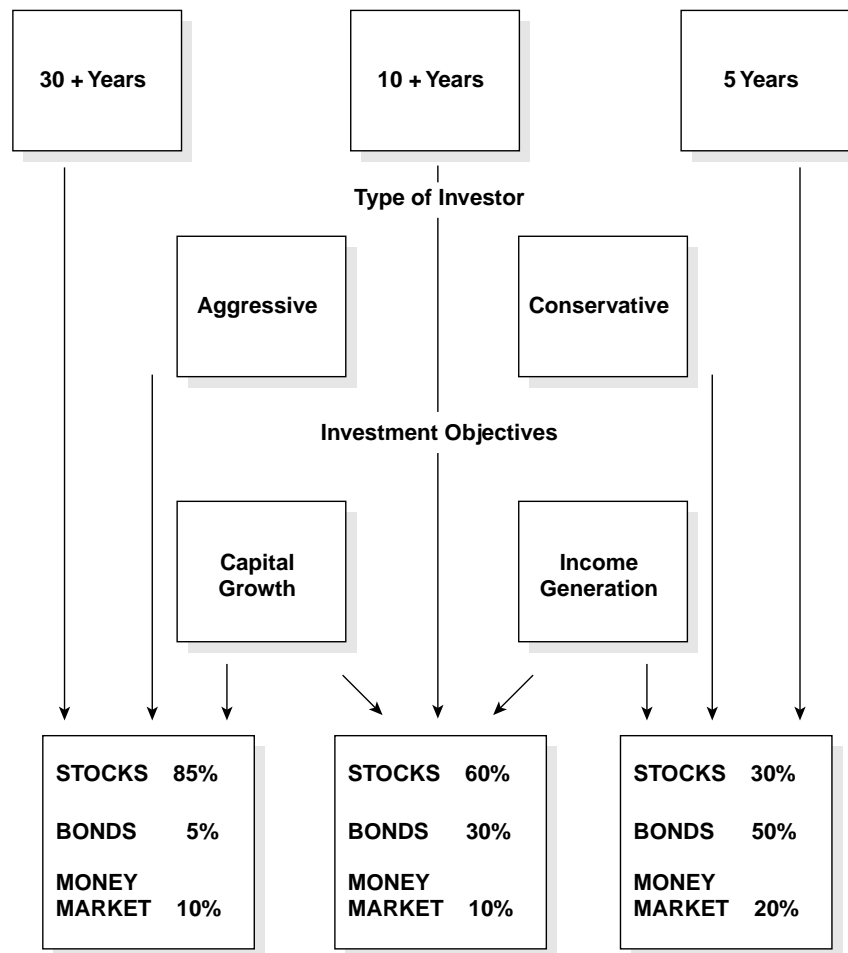 30 + Years
10 + Years
5 Years
Type of Investor
Aggressive
Conservative
Investment Objectives
Capital
Growth
Income
Generation
STOCKS 85%
BONDS 5%
MONEY
MARKET 10%
STOCKS 60%
BONDS 30%
MONEY
MARKET 10%
STOCKS 30%
BONDS 50%
MONEY
MARKET 20%